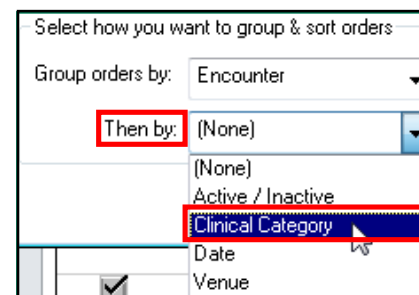 Select how you want to group & sort orders
Group orders by: Encounter
Then by: (None)
(None)
Active / Inactive
Clinical Category
Date
Venue